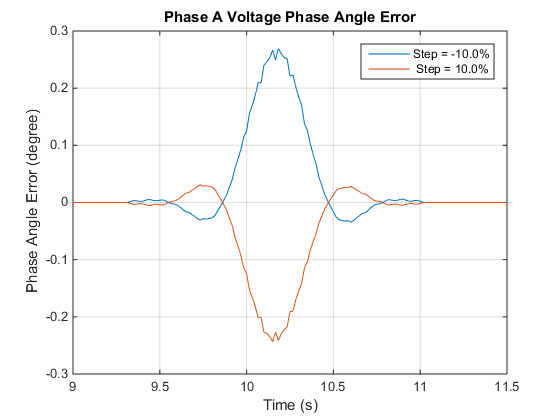 Phase A Voltage Phase Angle Error
Phase Angle Error (degree)
0.3
0.2
0.1
0
-0.1
-0.2
-0.3
Step = -10.0%
Step = 10.0%
9
9.5
10
10.5
11
11.5
Time (s)